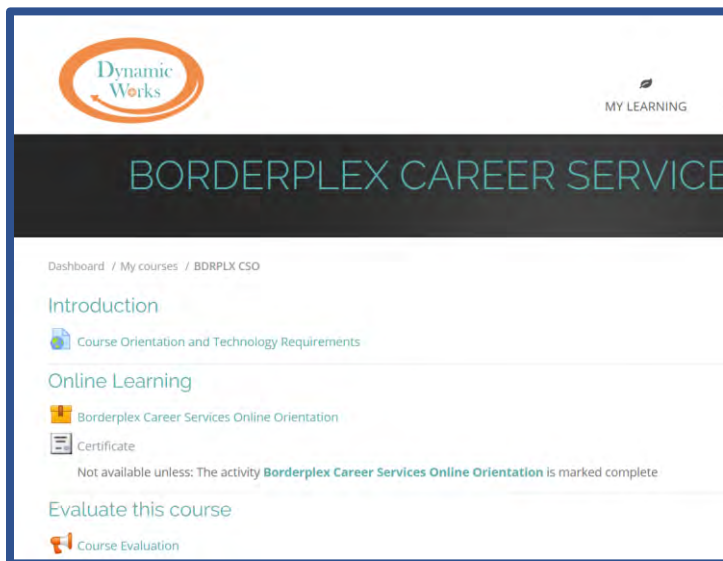 Dynamic
Works
MY LEARNING
BORDERPLEX CAREER SERVICE
Dashboard / My courses / BDRPLX CSO
Introduction
Course Orientation and Technology Requirements
Online Learning
Borderplex Career Services Online Orientation
Certificate
Not available unless: The activity Borderplex Career Services Online Orientation is marked complete
Evaluate this course
Course Evaluation